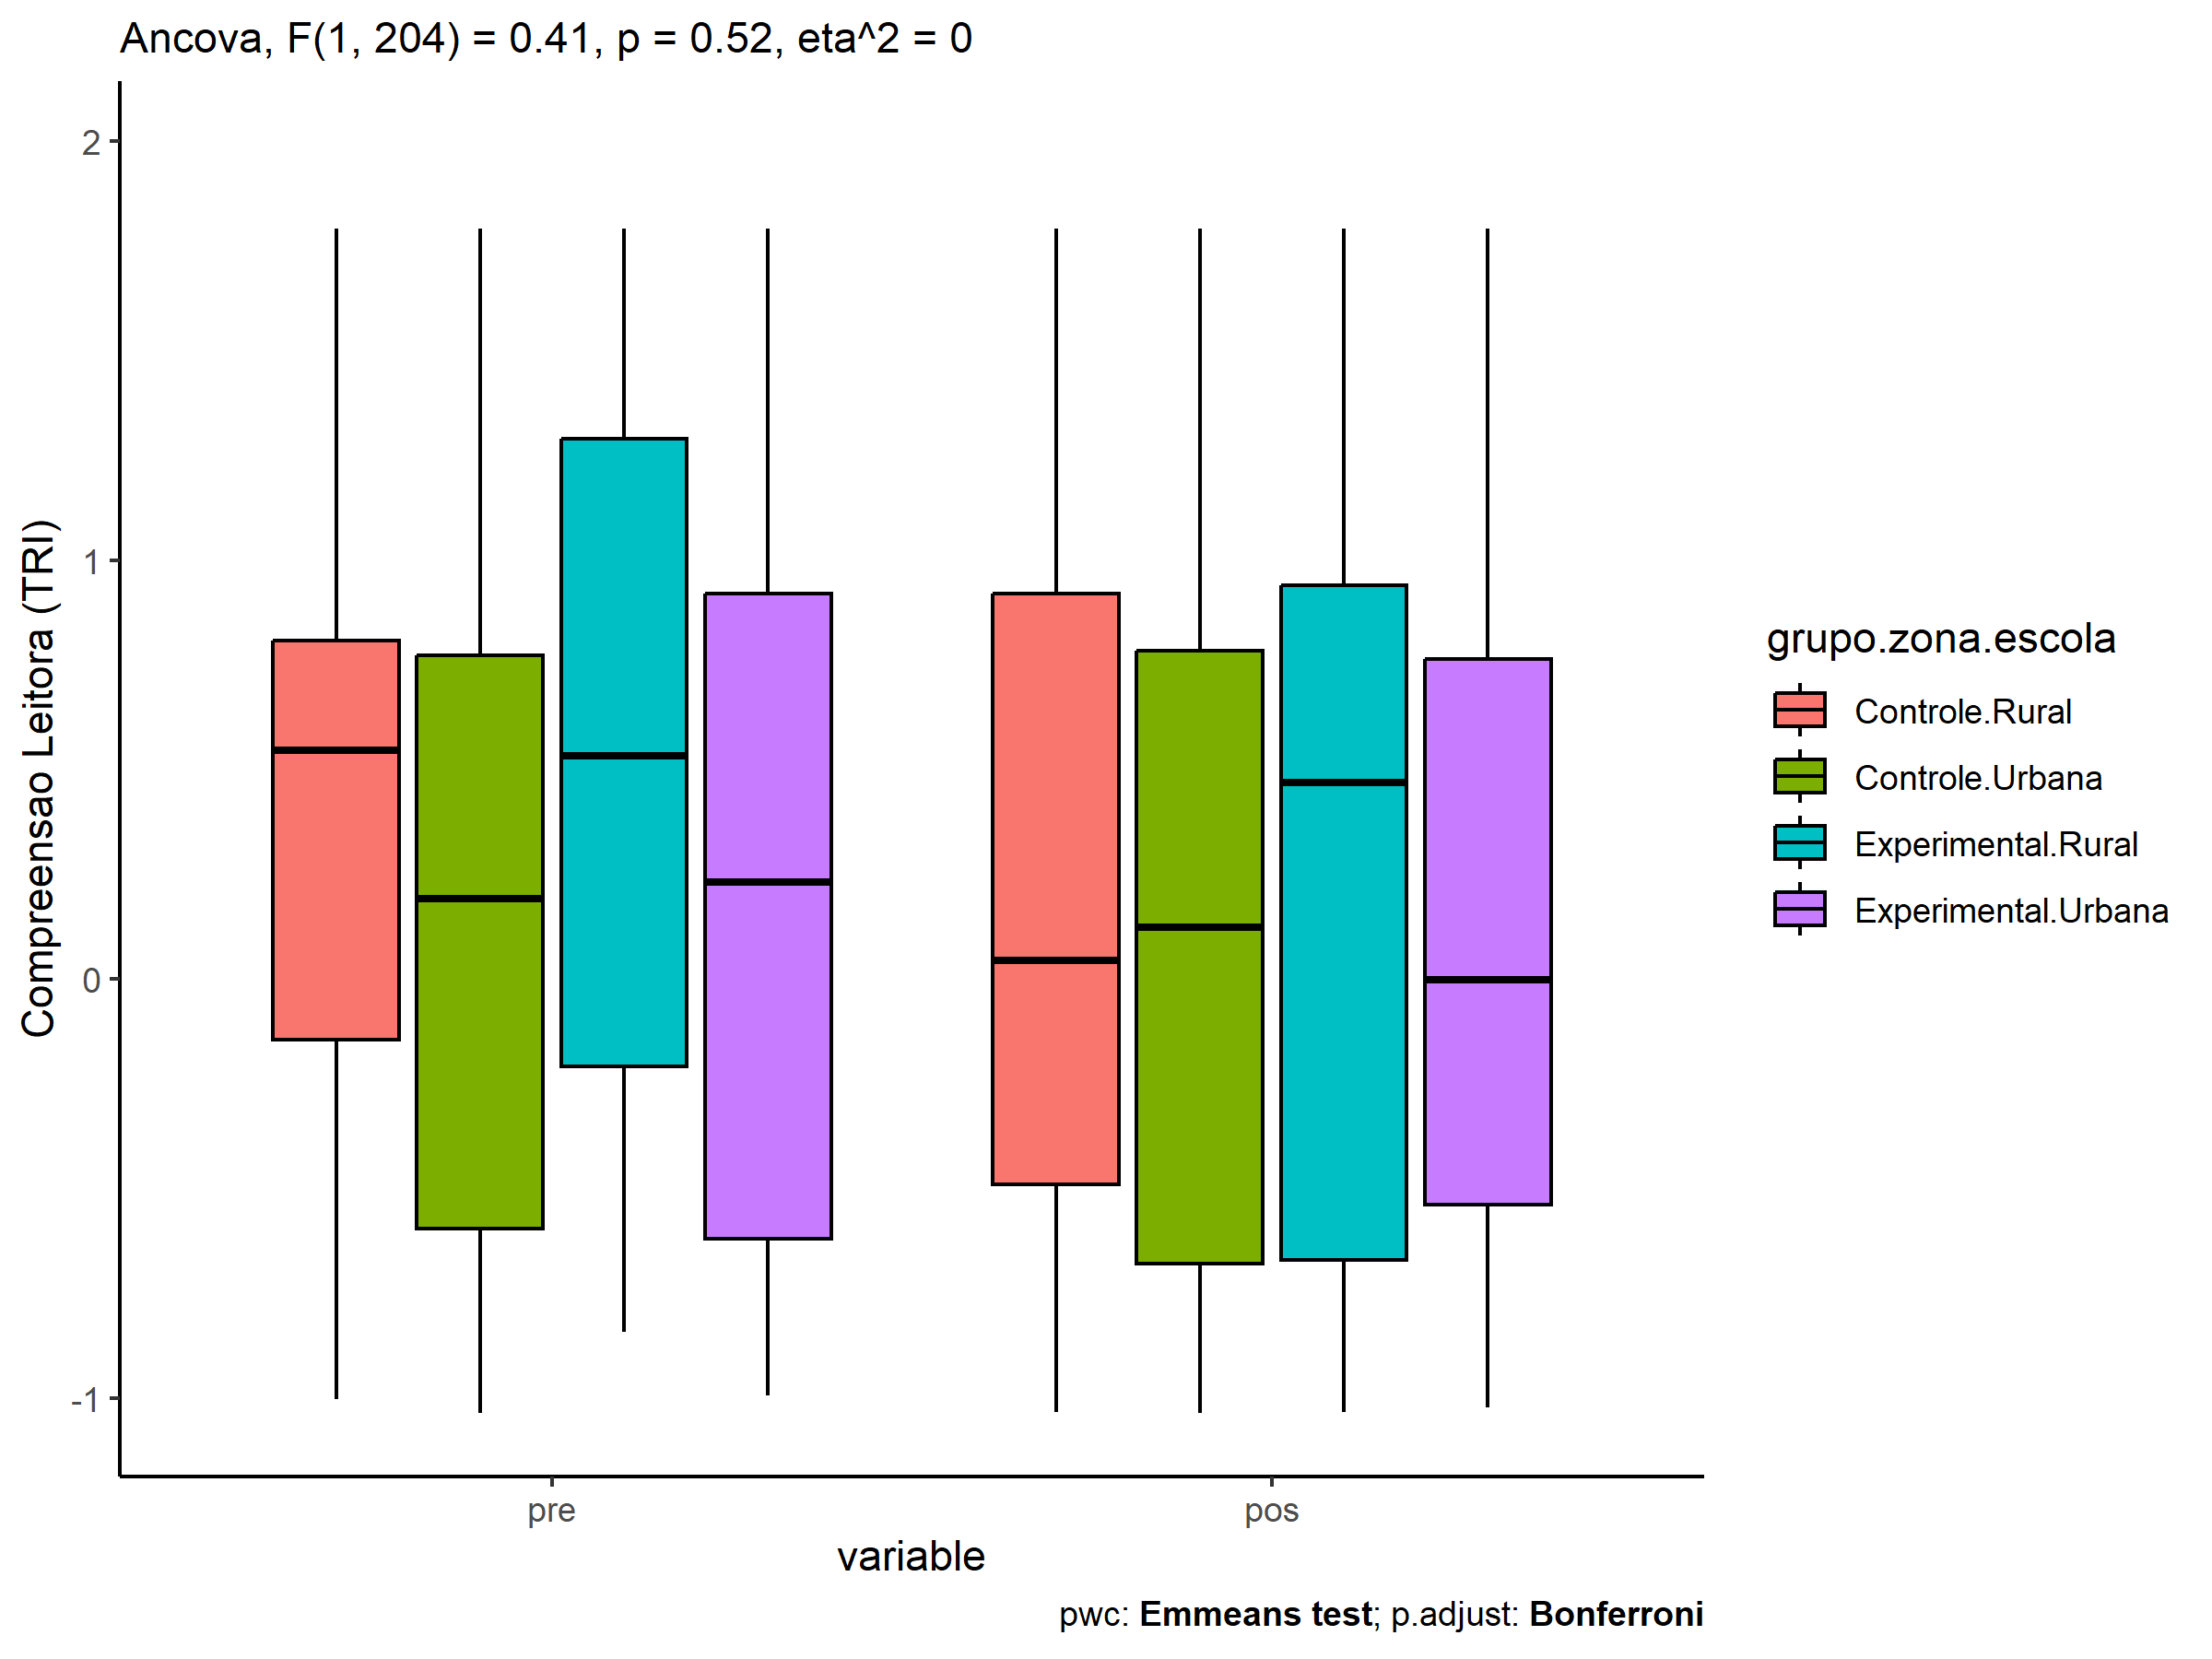 Ancova, F(1, 204) = 0.41, p = 0.52, eta^2 = 0
Compreensao Leitora (TRI)
2
1
0
-1
pre
pos
variable
grupo.zona.escola
Controle.Rural
Controle.Urbana
Experimental.Rural
Experimental.Urbana
pwc: Emmeans test; p.adjust: Bonferroni